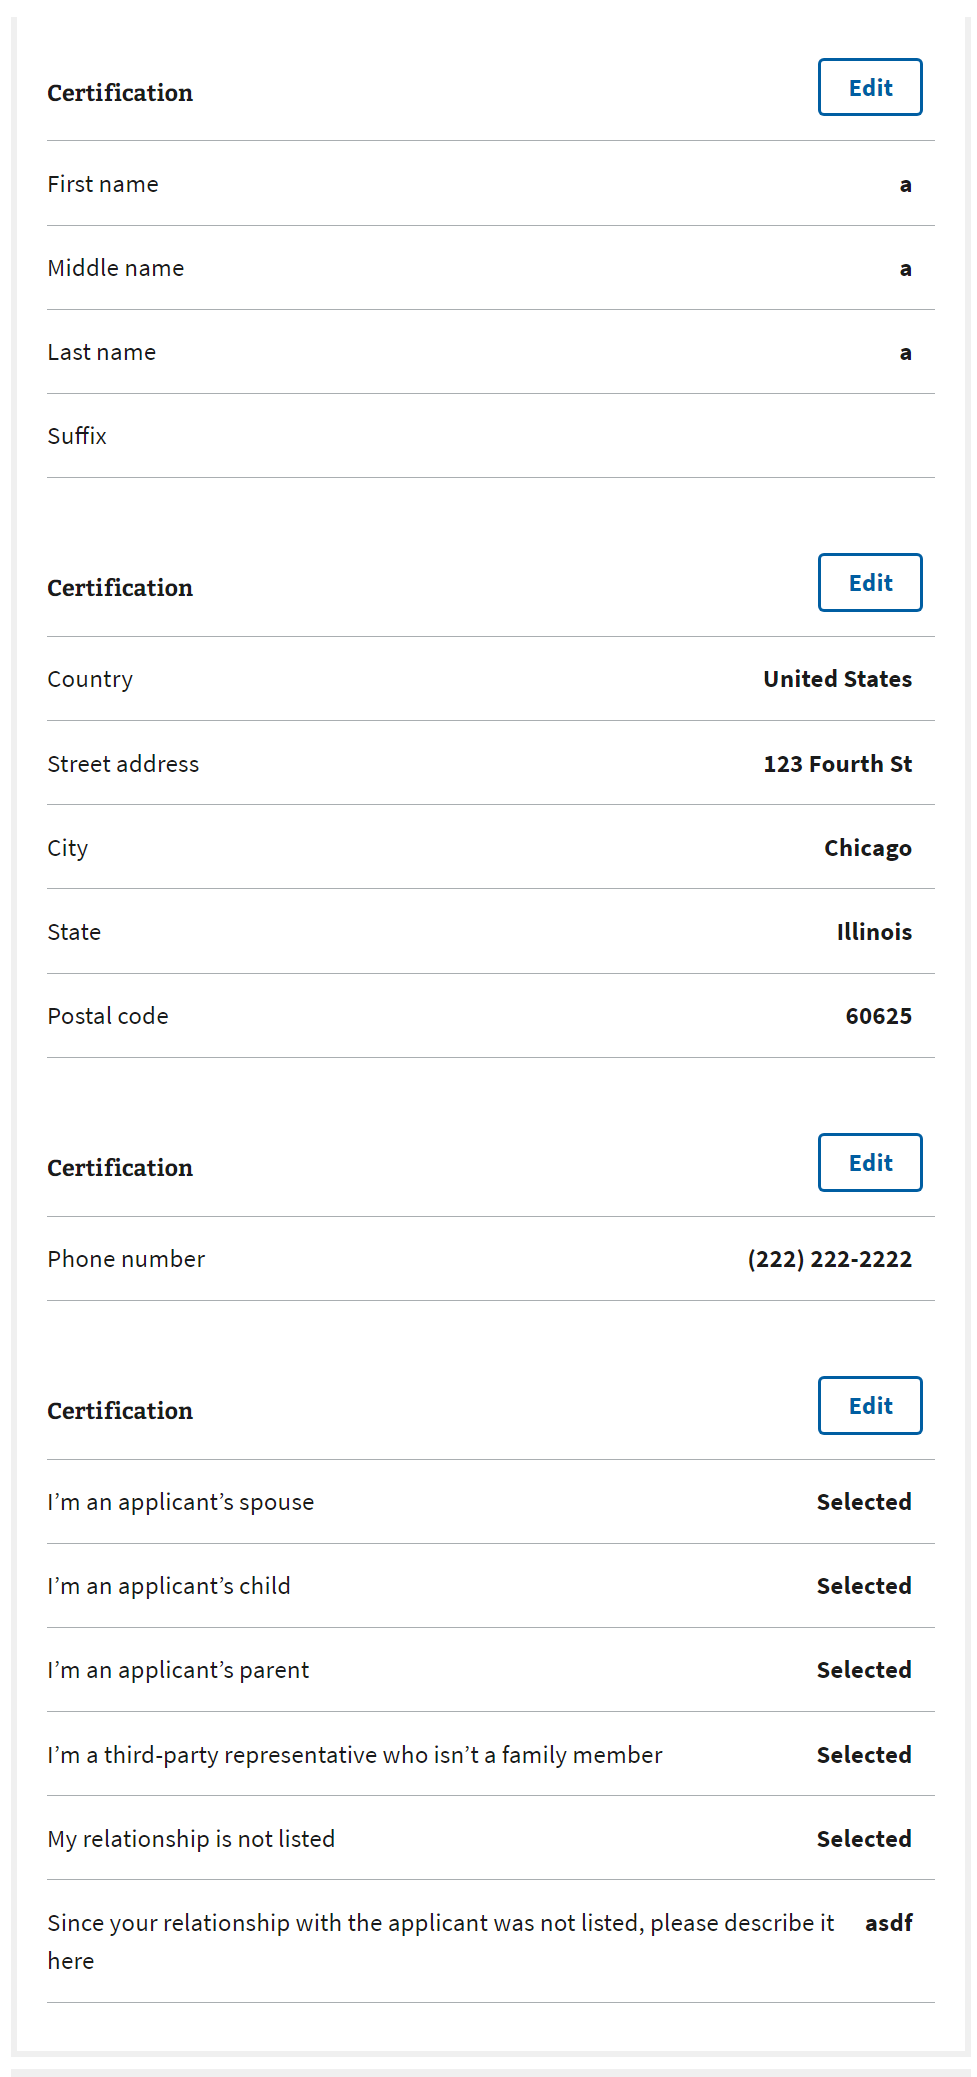 Certification Edit
First name a
Middle name a
Last name a
Suffix
Certification Edit
Country United States
Street address 123 Fourth St
City Chicago
State Illinois
Postal code 60625
Certification Edit
Phone number (222) 222-2222
Certification Edit
I’m an applicant’s spouse Selected
I’m an applicant’s child Selected
I’m an applicant’s parent Selected
I’m a third-party representative who isn’t a family member Selected
My relationship is not listed Selected
Since your relationship with the applicant was not listed, please describe it asdf
here